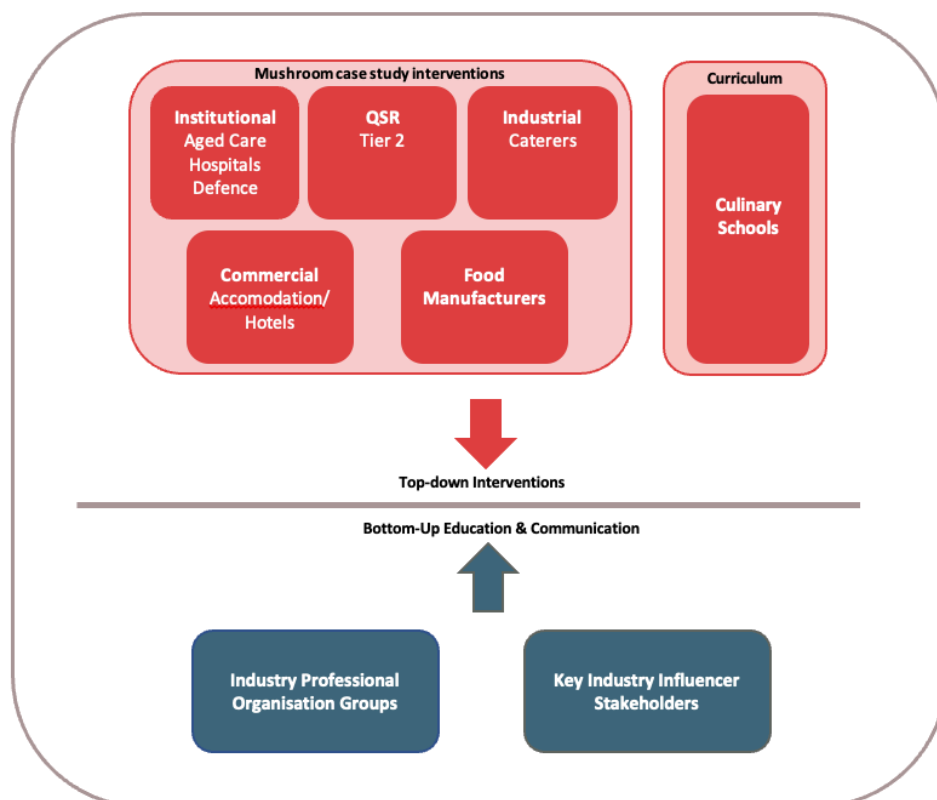 Mushroom case study interventions
Institutional
Aged Care
Hospitals
Defence
QSR
Tier 2
Industrial
Caterers
Commercial
Accomodation/
Hotels
Food
Manufacturers
Curriculum
Culinary
Schools
Top-down Interventions
Bottom-Up Education & Communication
Industry Professional
Organisation Groups
Key Industry Influencer
Stakeholders